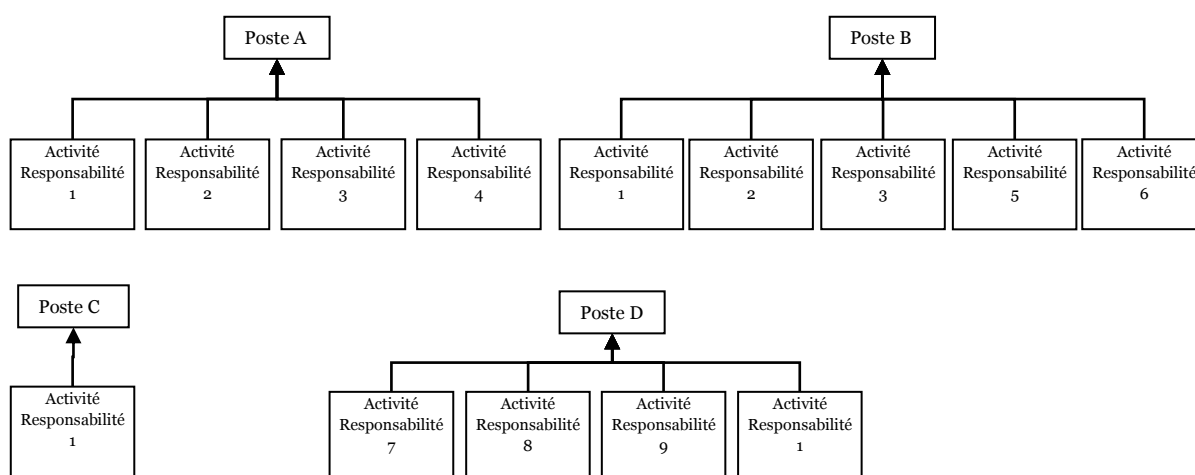 Poste A
Poste B
Activité
Responsabilité
1
Activité
Responsabilité
2
Activité
Responsabilité
3
Activité
Responsabilité
4
Activité
Responsabilité
1
Activité
Responsabilité
2
Activité
Responsabilité
3
Activité
Responsabilité
5
Activité
Responsabilité
6
Poste C
Poste D
Activité
Responsabilité
1
Activité
Responsabilité
7
Activité
Responsabilité
8
Activité
Responsabilité
9
Activité
Responsabilité
1